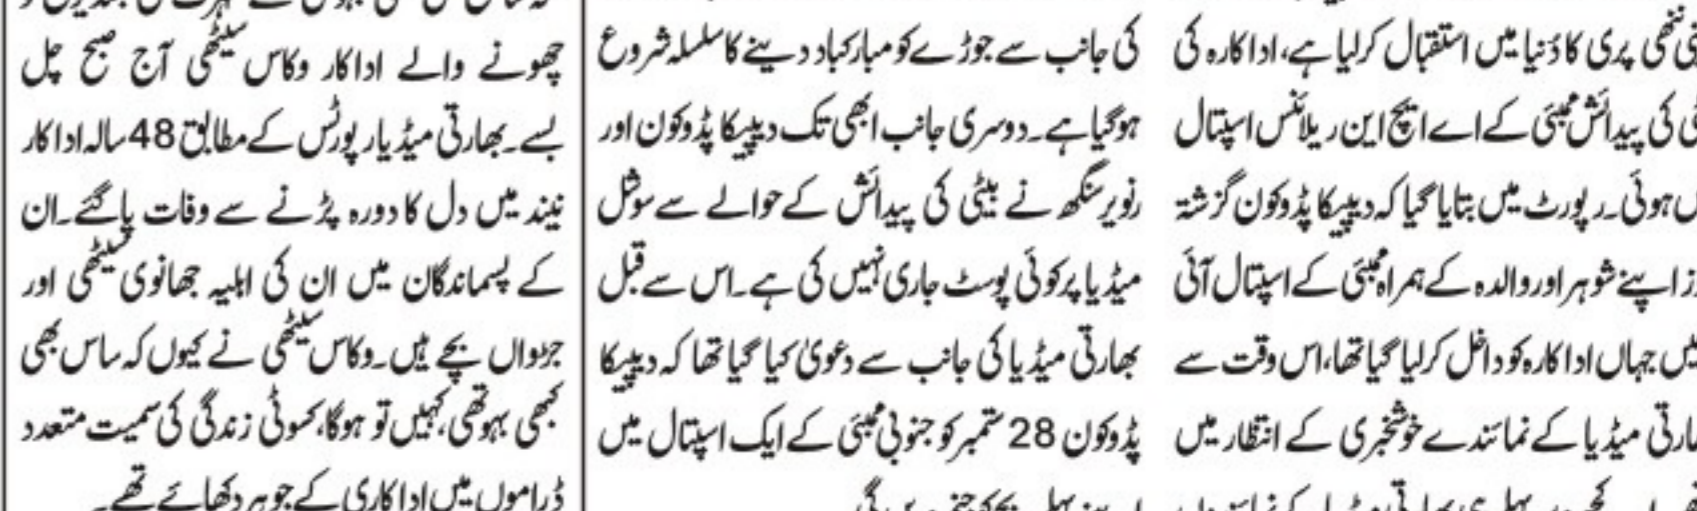 ننھی پری کا دُنیا میں استقبال کرلیا ہے، اداکارہ کی
کی پیدائش ممبئی کے اے ایچ این ریلائنس اسپتال
ہوئی۔ رپورٹ میں بتایا گیا کہ دیپیکا پڈوکون گزشتہ
اپنے شوہر اور والدہ کے ہمراہ ممبئی کے اسپتال آئی
جہاں اداکارہ کو داخل کرلیا گیا تھا، اس وقت سے
میڈیا کے نمائندے خوشخبری کے انتظار میں
کی جانب سے جوڑے کو مبارکباد دینے کا سلسلہ شروع
ہوگیا ہے۔ دوسری جانب ابھی تک دیپیکا پڈوکون اور
رنویر سنگھ نے بیٹی کی پیدائش کے حوالے سے سوشل
میڈیا پر کوئی پوسٹ جاری نہیں کی ہے۔ اس سے قبل
بھارتی میڈیا کی جانب سے دعویٰ کیا گیا تھا کہ دیپیکا
پڈوکون 28 ستمبر کو جنوبی ممبئی کے ایک اسپتال میں
چھونے والے اداکار وکاس سیٹھی آج صبح چل
بسے۔ بھارتی میڈیا رپورٹس کے مطابق 48 سالہ اداکار
نیند میں دل کا دورہ پڑنے سے وفات پاگئے۔ ان
کے پسماندگان میں ان کی اہلیہ جھانوی سیٹھی اور
جڑواں بچے ہیں۔ وکاس سیٹھی نے کیوں کہ ساس بھی
کبھی بہو تھی، کہیں تو ہوگا، کسوٹی زندگی کی سمیت متعدد
ڈراموں میں اداکاری کے جوہر دکھائے تھے۔